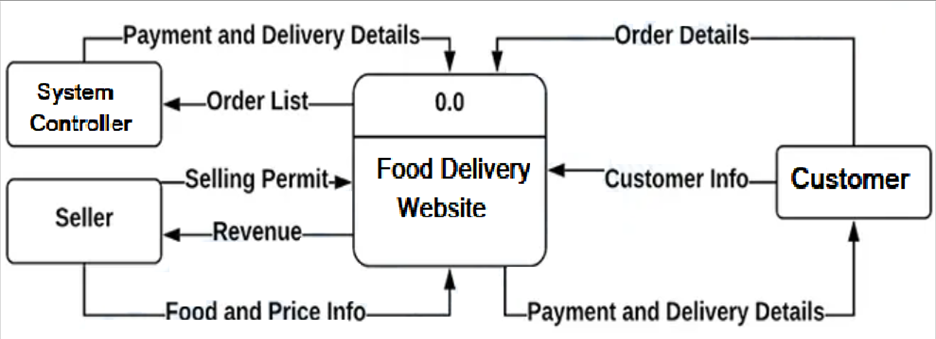 Payment and Delivery Details
Order Details
System
Controller
Order List
0.0
Selling Permit
Food Delivery
Website
Customer Info
Customer
Seller
Revenue
Food and Price Info
Payment and Delivery Details